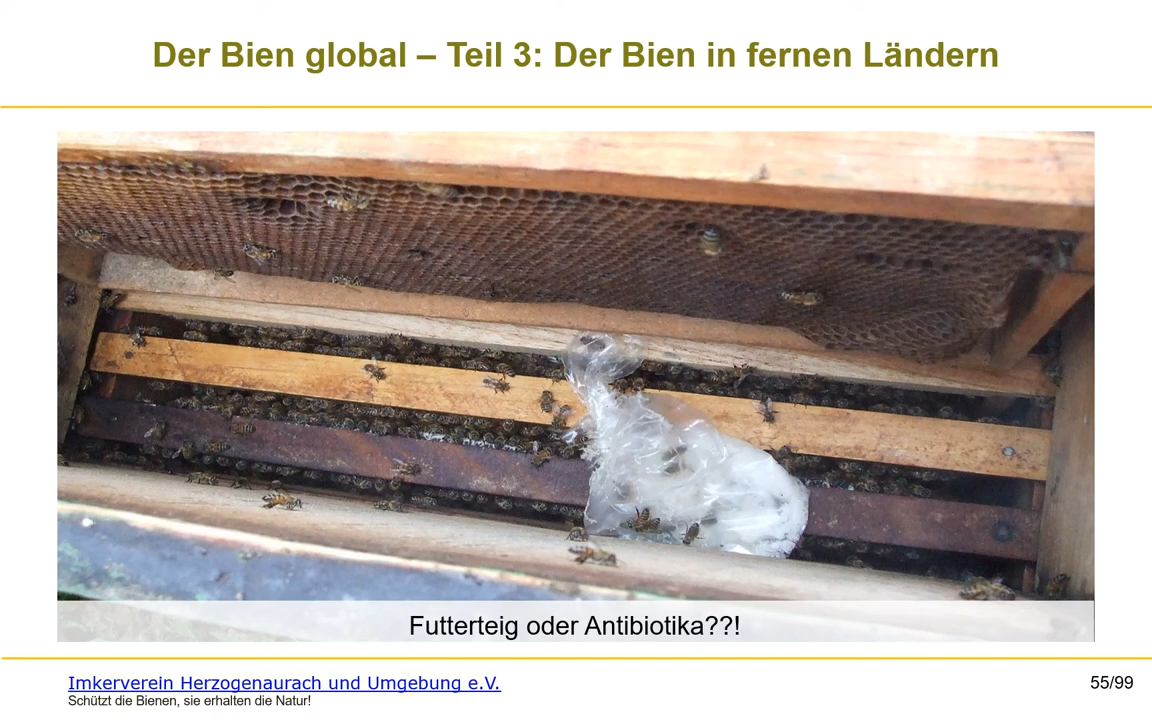 Der Bien global – Teil 3: Der Bien in fernen Ländern
Futterteig oder Antibiotika??!
Imkerverein Herzogenaurach und Umgebung e.V.
55/99
Schützt die Bienen, sie erhalten die Natur!